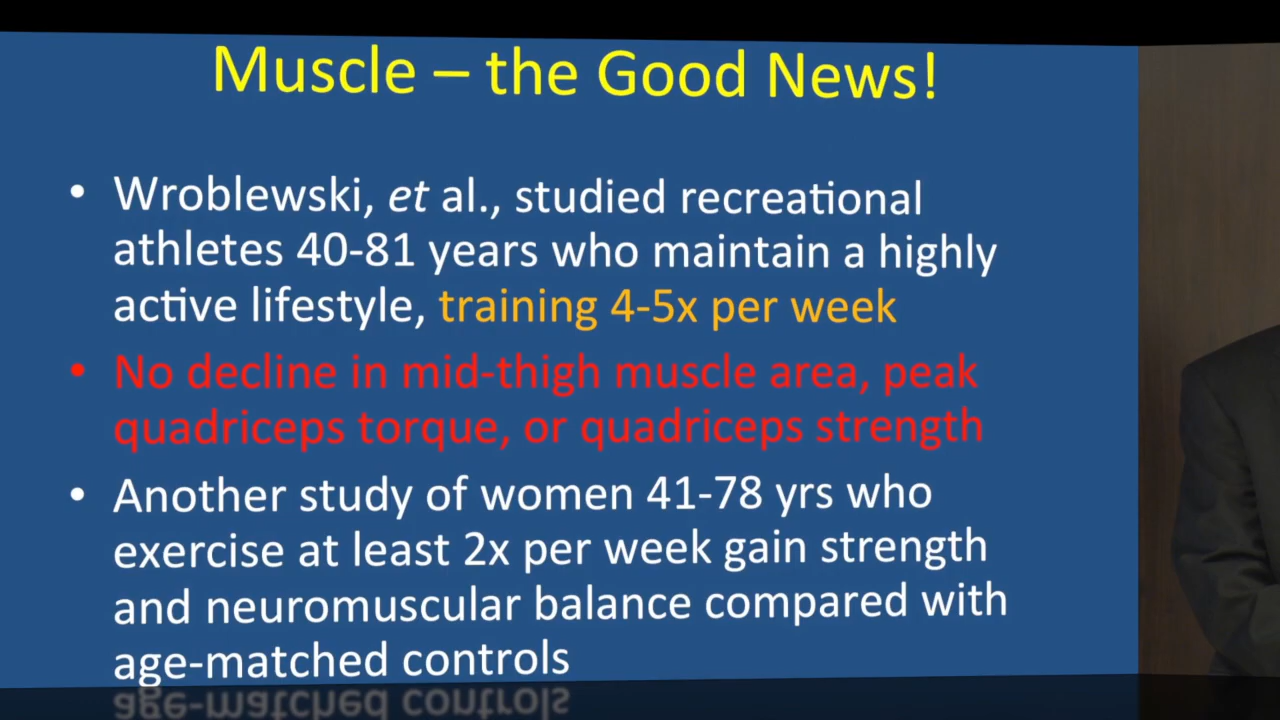 Muscle – the Good News!
• Wroblewski, et al., studied recreational
athletes 40-81 years who maintain a highly
active lifestyle, training 4-5x per week
• No decline in mid-thigh muscle area, peak
quadriceps torque, or quadriceps strength
• Another study of women 41-78 yrs who
exercise at least 2x per week gain strength
and neuromuscular balance compared with
age-matched controls